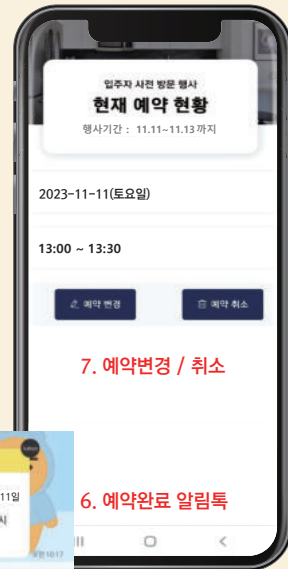 입주자 사전 방문 행사
현재 예약 현황
행사기간 : 11.11~11.13 까지
2023-11-11(토요일)
13:00 ~ 13:30
예약 변경
예약 취소
7. 예약변경 / 취소
11일
시
6. 예약완료 알림톡